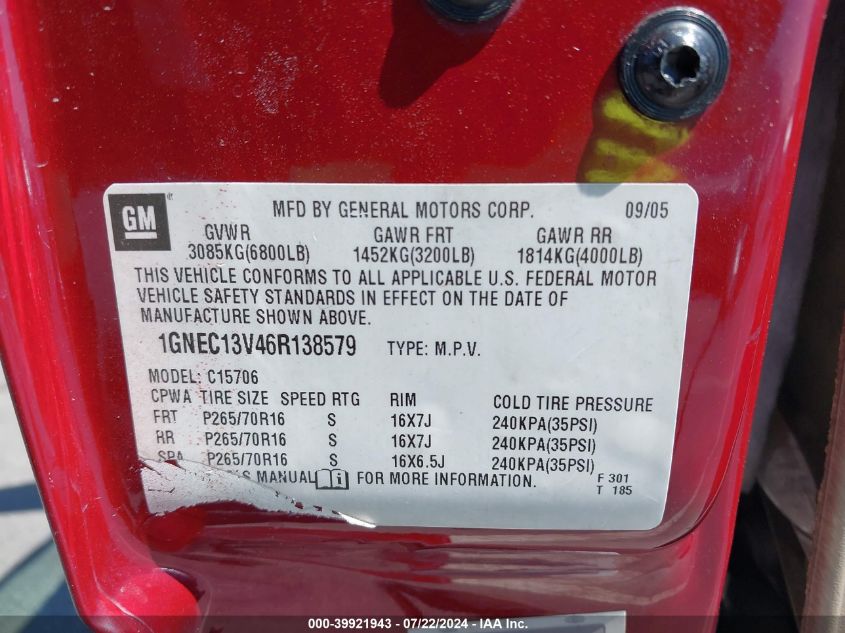 GM
MFD BY GENERAL MOTORS CORP. 09/05
GVWR GAWR FRT GAWR RR
3085KG(6800LB) 1452KG(3200LB) 1814KG(4000LB)
THIS VEHICLE CONFORMS TO ALL APPLICABLE U.S. FEDERAL MOTOR
VEHICLE SAFETY STANDARDS IN EFFECT ON THE DATE OF
MANUFACTURE SHOWN ABOVE.
1GNEC13V46R138579 TYPE: M.P.V.
MODEL: C15706
CPWA TIRE SIZE SPEED RTG RIM COLD TIRE PRESSURE
FRT P265/70R16 S 16X7J 240KPA(35PSI)
RR P265/70R16 S 16X7J 240KPA(35PSI)
SPA P265/70R16 S 16X6.5J 240KPA(35PSI)
MANUAL FOR MORE INFORMATION.
F 301
T 185
000-39921943 - 07/22/2024 - IAA Inc.